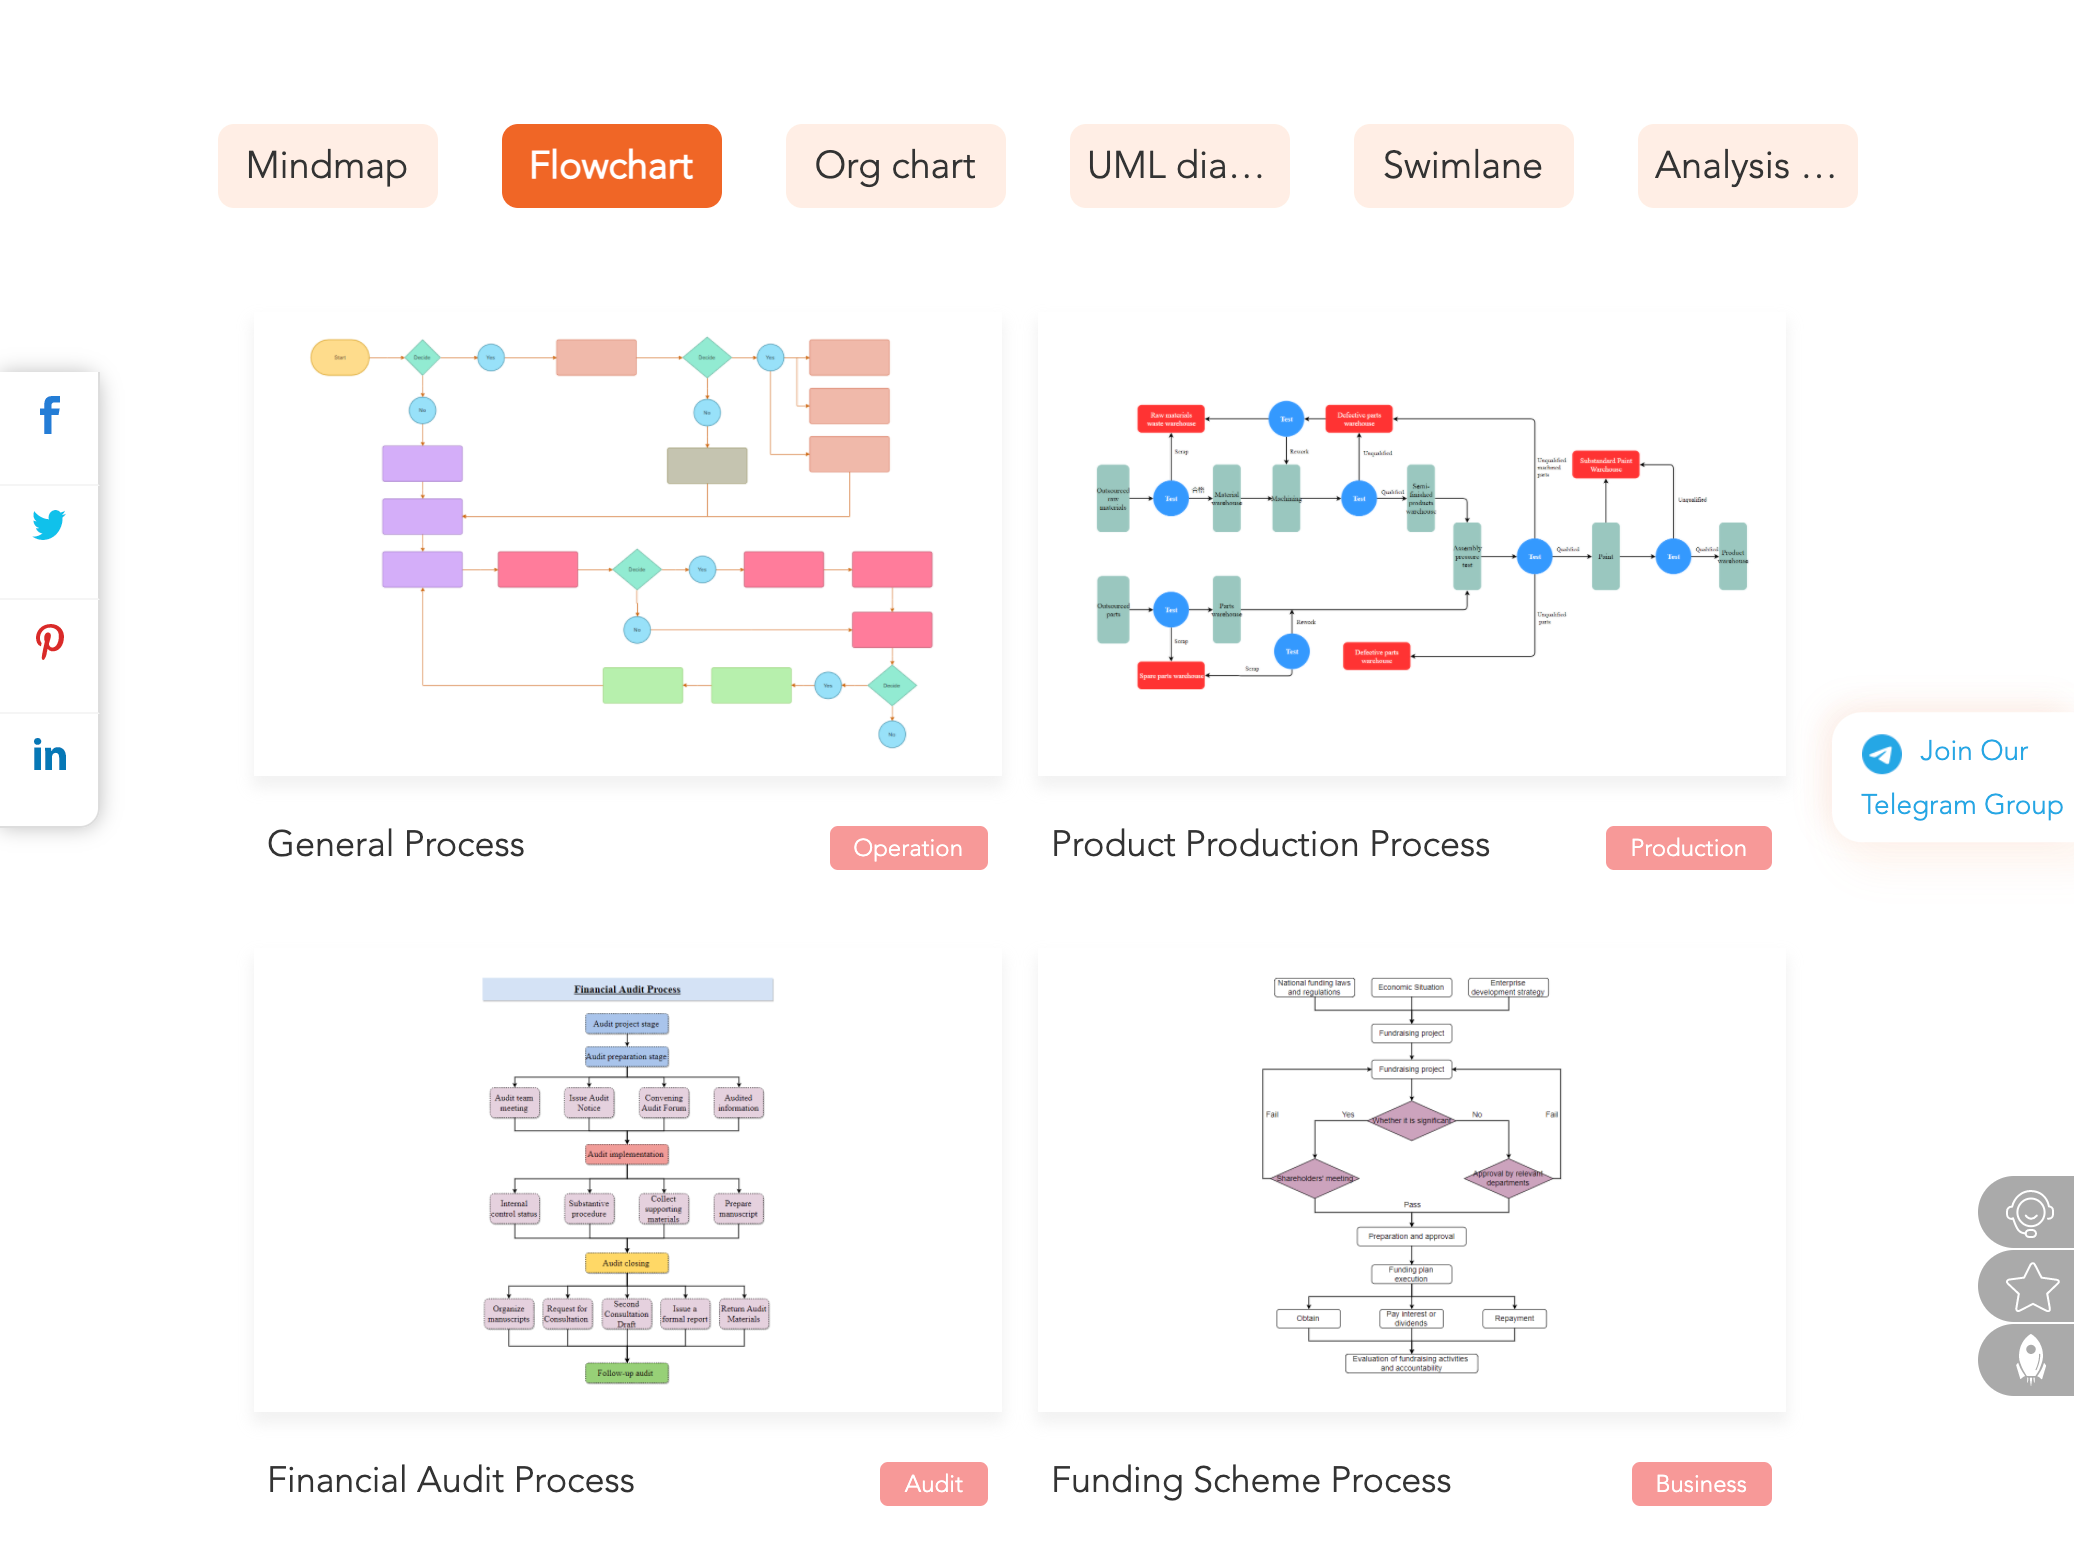 Mindmap
Flowchart
Org chart
UML dia...
Swimlane
Analysis ...
Start
Decide
Yes
Decide
Yes
No
No
Decide
Yes
No
Yes
Decide
No
General Process
Operation
Raw materials
waste warehouse
Test
Defective parts
warehouse
Scrap
Rework
Unqualified
Unqualified
machined
parts
Substandard Paint
Warehouse
Outsourced
raw
materials
Test
Material
warehouse
Machining
Test
Qualified
Semi-
finished
products
warehouse
Unqualified
Assembly
pressure
test
Test
Qualified
Paint
Test
Qualified
Product
warehouse
Outsourced
parts
Test
Parts
warehouse
Rework
Unqualified
parts
Scrap
Test
Defective parts
warehouse
Scrap
Spare parts warehouse
Product Production Process
Production
Join Our
Telegram Group
Financial Audit Process
Audit project stage
Audit preparation stage
Audit team
meeting
Issue Audit
Notice
Convening
Audit Forum
Audited
information
Audit implementation
Internal
control status
Substantive
procedure
Collect
supporting
materials
Prepare
manuscript
Audit closing
Organize
manuscripts
Request for
Consultation
Second
Consultation
Draft
Issue a
formal report
Return Audit
Materials
Follow-up audit
Financial Audit Process
Audit
National funding laws
and regulations
Economic Situation
Enterprise
development strategy
Fundraising project
Fundraising project
Fail
Yes
Whether it is significant
No
Fail
Shareholders' meeting
Approval by relevant
departments
Pass
Preparation and approval
Funding plan
execution
Obtain
Pay interest or
dividends
Repayment
Evaluation of fundraising activities
and accountability
Funding Scheme Process
Business